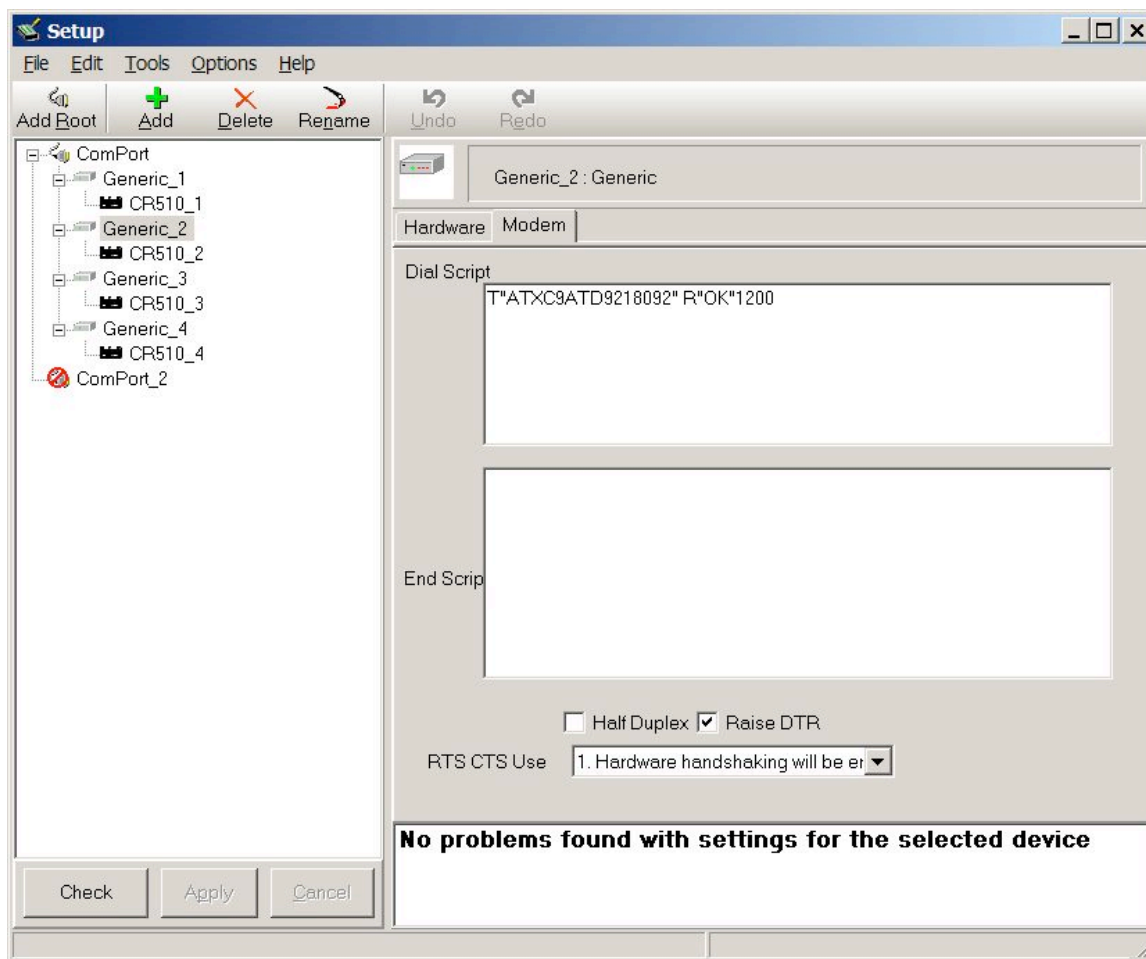 Setup
File Edit Tools Options Help
Add Root Add Delete Rename Undo Redo
ComPort
Generic_1
CR510_1
Generic_2
CR510_2
Generic_3
CR510_3
Generic_4
CR510_4
ComPort_2
Generic_2 : Generic
Hardware Modem
Dial Script
T"ATXC9ATD9218092" R"OK"1200
End Scrip
Half Duplex Raise DTR
RTS CTS Use 1. Hardware handshaking will be er
No problems found with settings for the selected device
Check Apply Cancel